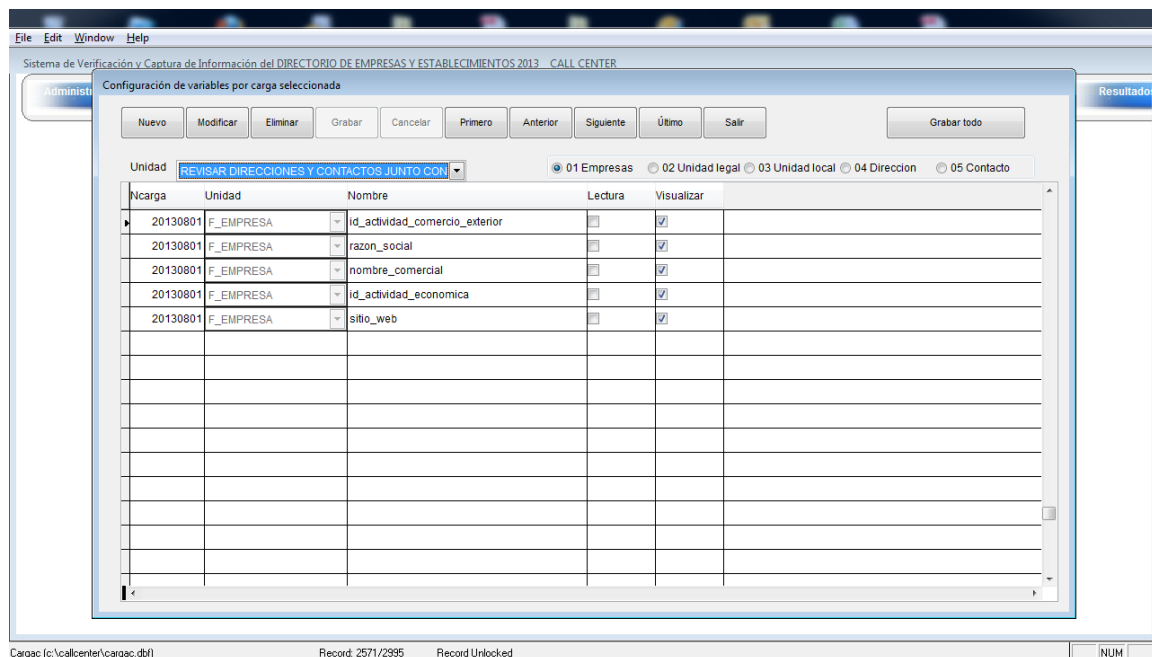 File Edit Window Help
Sistema de Verificación y Captura de Información del DIRECTORIO DE EMPRESAS Y ESTABLECIMIENTOS 2013 CALL CENTER
Administ Resultados
Configuración de variables por carga seleccionada
Nuevo Modificar Eliminar Grabar Cancelar Primero Anterior Siguiente Último Salir Grabar todo
Unidad REVISAR DIRECCIONES Y CONTACTOS JUNTO CON 01 Empresas 02 Unidad legal 03 Unidad local 04 Direccion 05 Contacto
Ncarga Unidad Nombre Lectura Visualizar
20130801 F_EMPRESA id_actividad_comercio_exterior
20130801 F_EMPRESA razon_social
20130801 F_EMPRESA nombre_comercial
20130801 F_EMPRESA id_actividad_economica
20130801 F_EMPRESA sitio_web
Cargac (c:\callcenter\cargac.dbf) Record: 2571/2995 Record Unlocked NUM